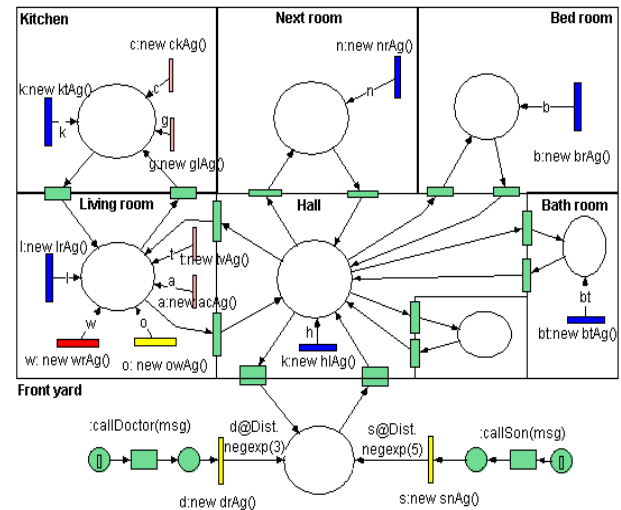 Kitchen
Next room
Bed room
c:new ckAg()
n:new nrAg()
k:new ktAg()
c
n
b
k
g
g:new glAg()
b:new brAg()
Living room
Hall
Bath room
l:new lrAg()
t
t:new tvAg()
l
a
a:new acAg()
w
o
h
bt
w: new wrAg()
o: new owAg()
k:new hlAg()
bt:new btAg()
Front yard
:callDoctor(msg)
d@Dist.
negexp(3)
s@Dist.
negexp(5)
:callSon(msg)
d:new drAg()
s:new snAg()